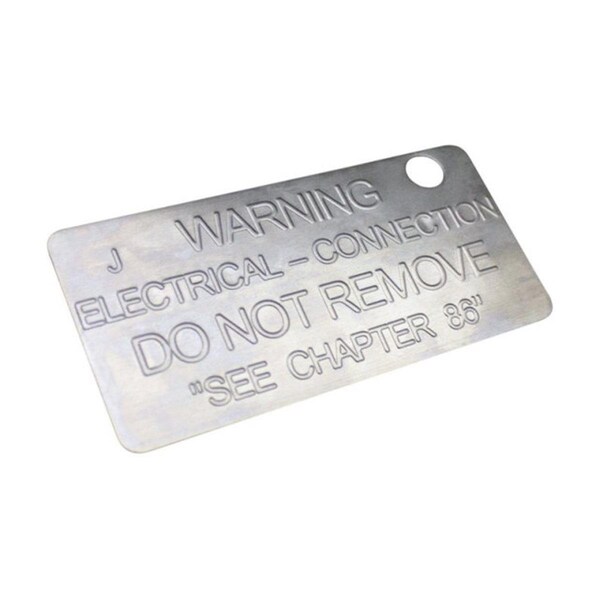 J WARNING
ELECTRICAL – CONNECTION
DO NOT REMOVE
"SEE CHAPTER 86"